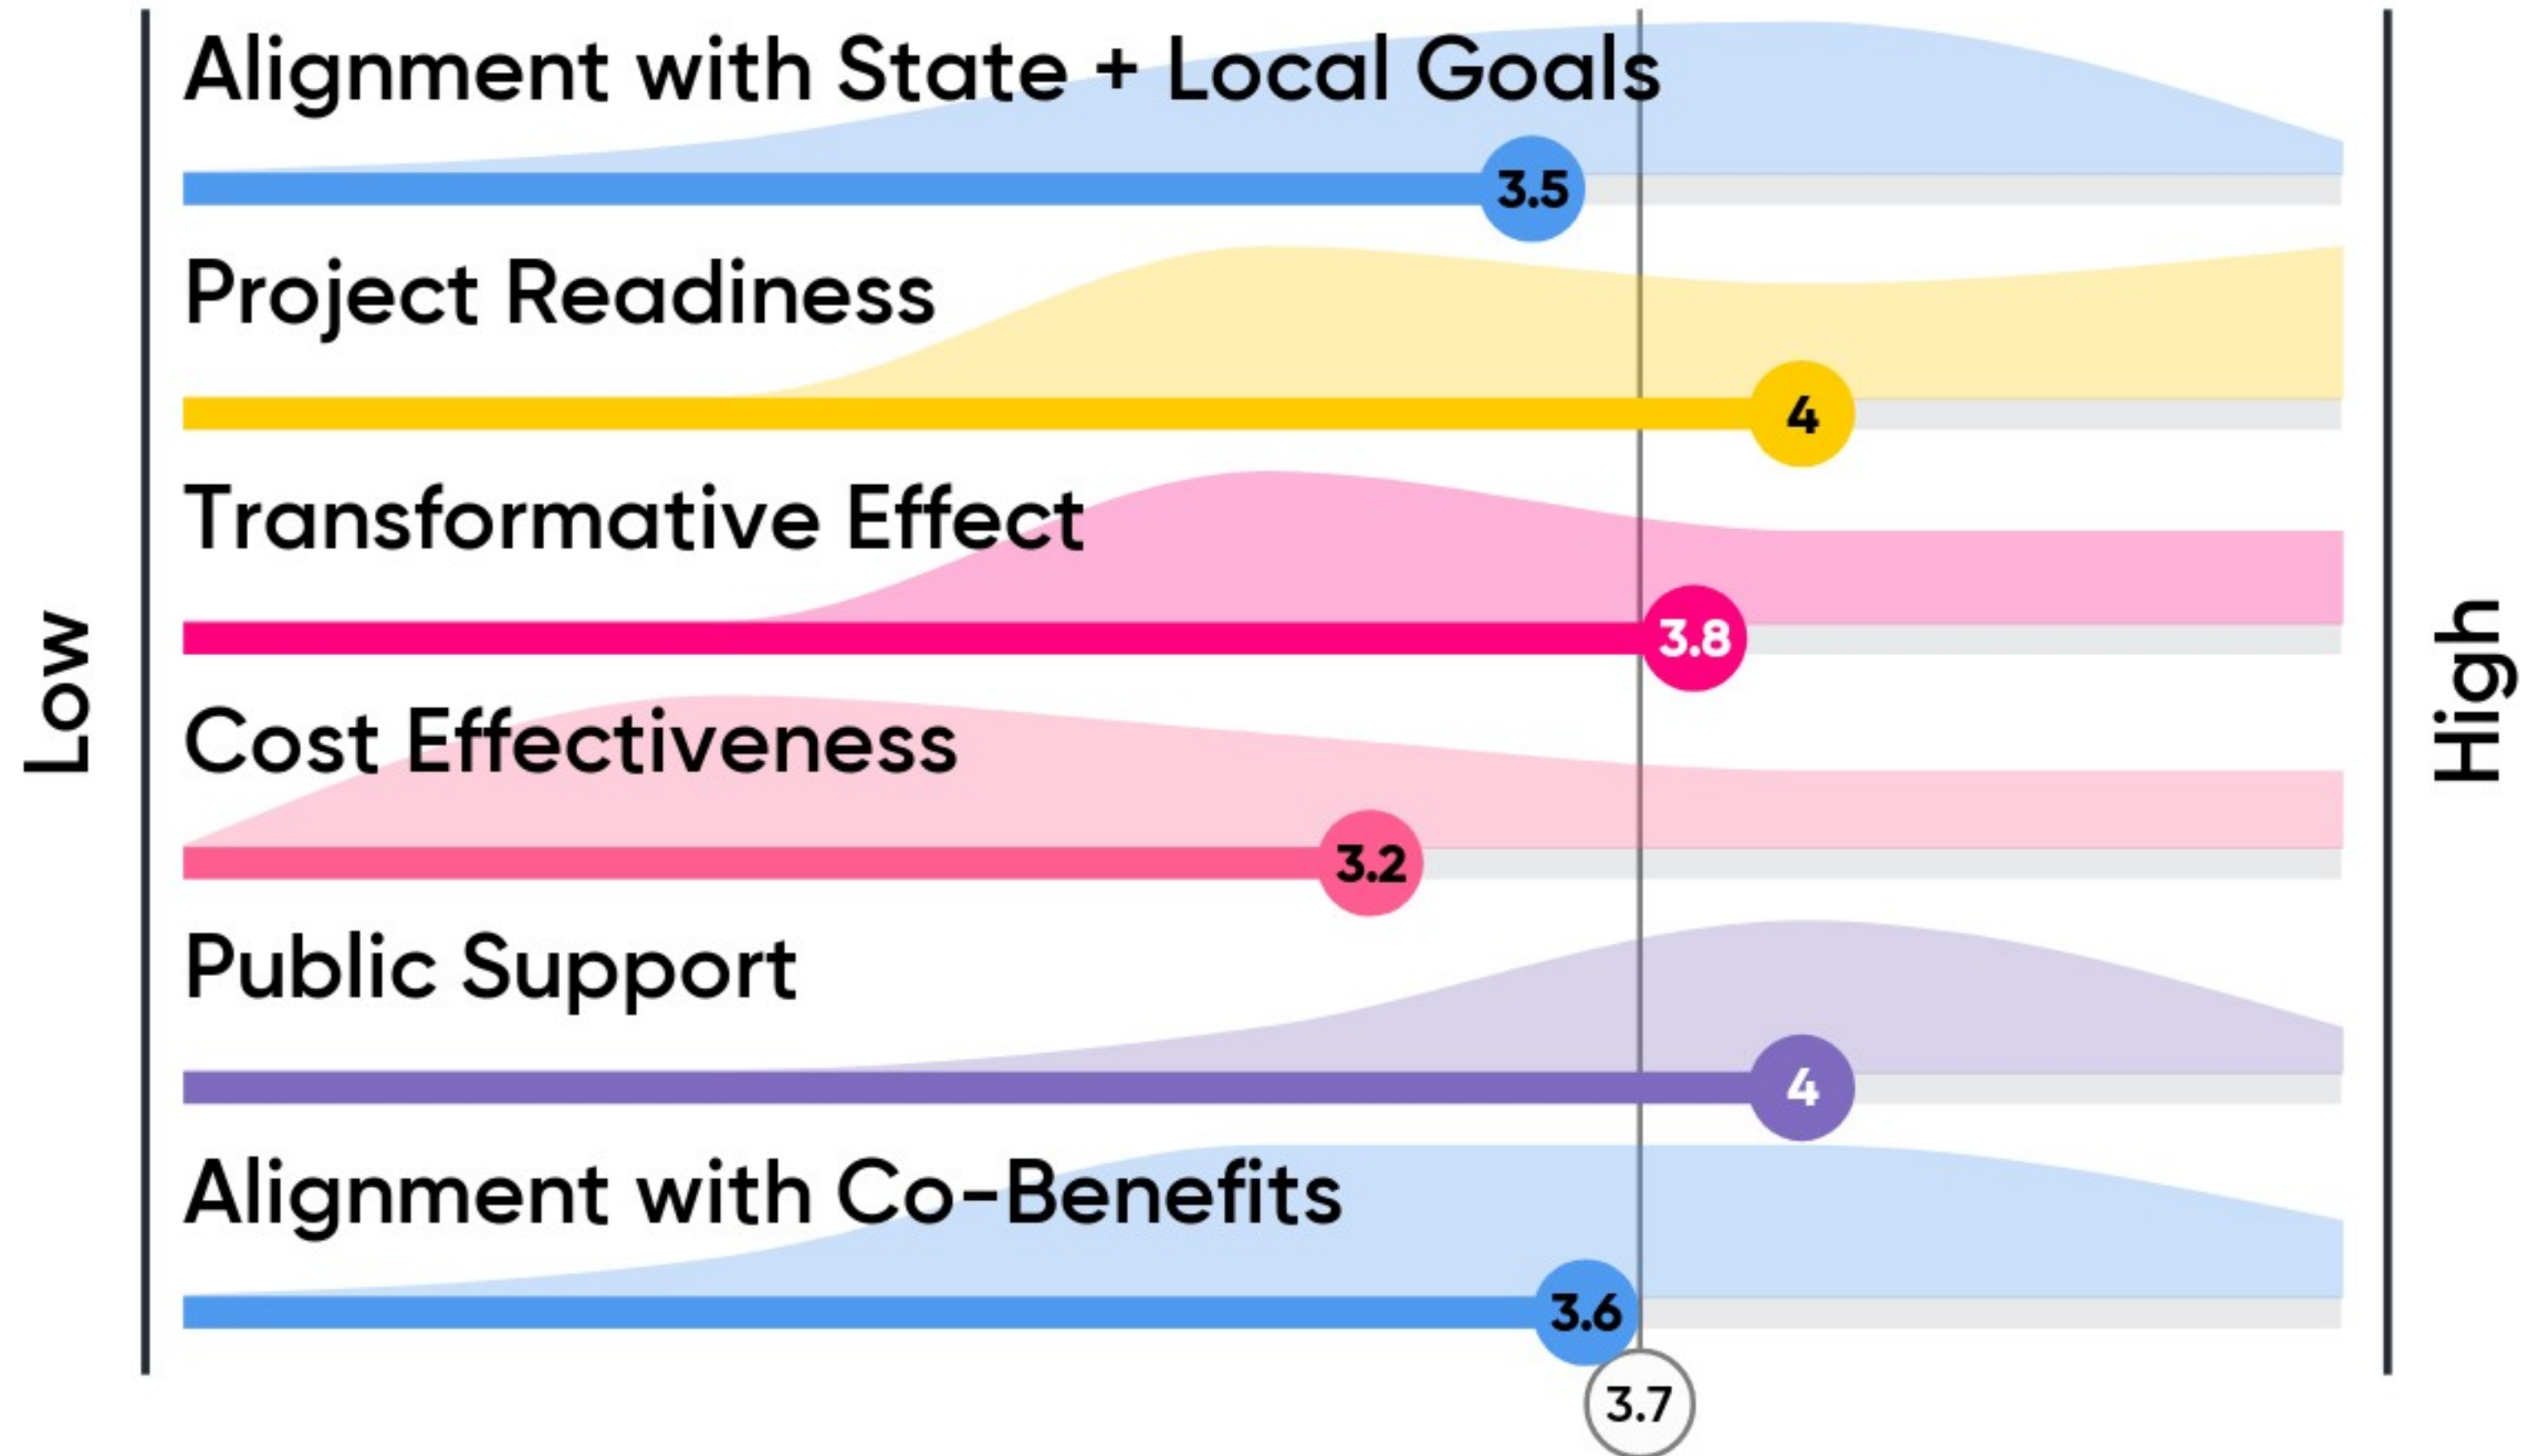 Alignment with State + Local Goals
3.5
Project Readiness
4
Transformative Effect
3.8
Low
High
Cost Effectiveness
3.2
Public Support
4
Alignment with Co-Benefits
3.6
3.7